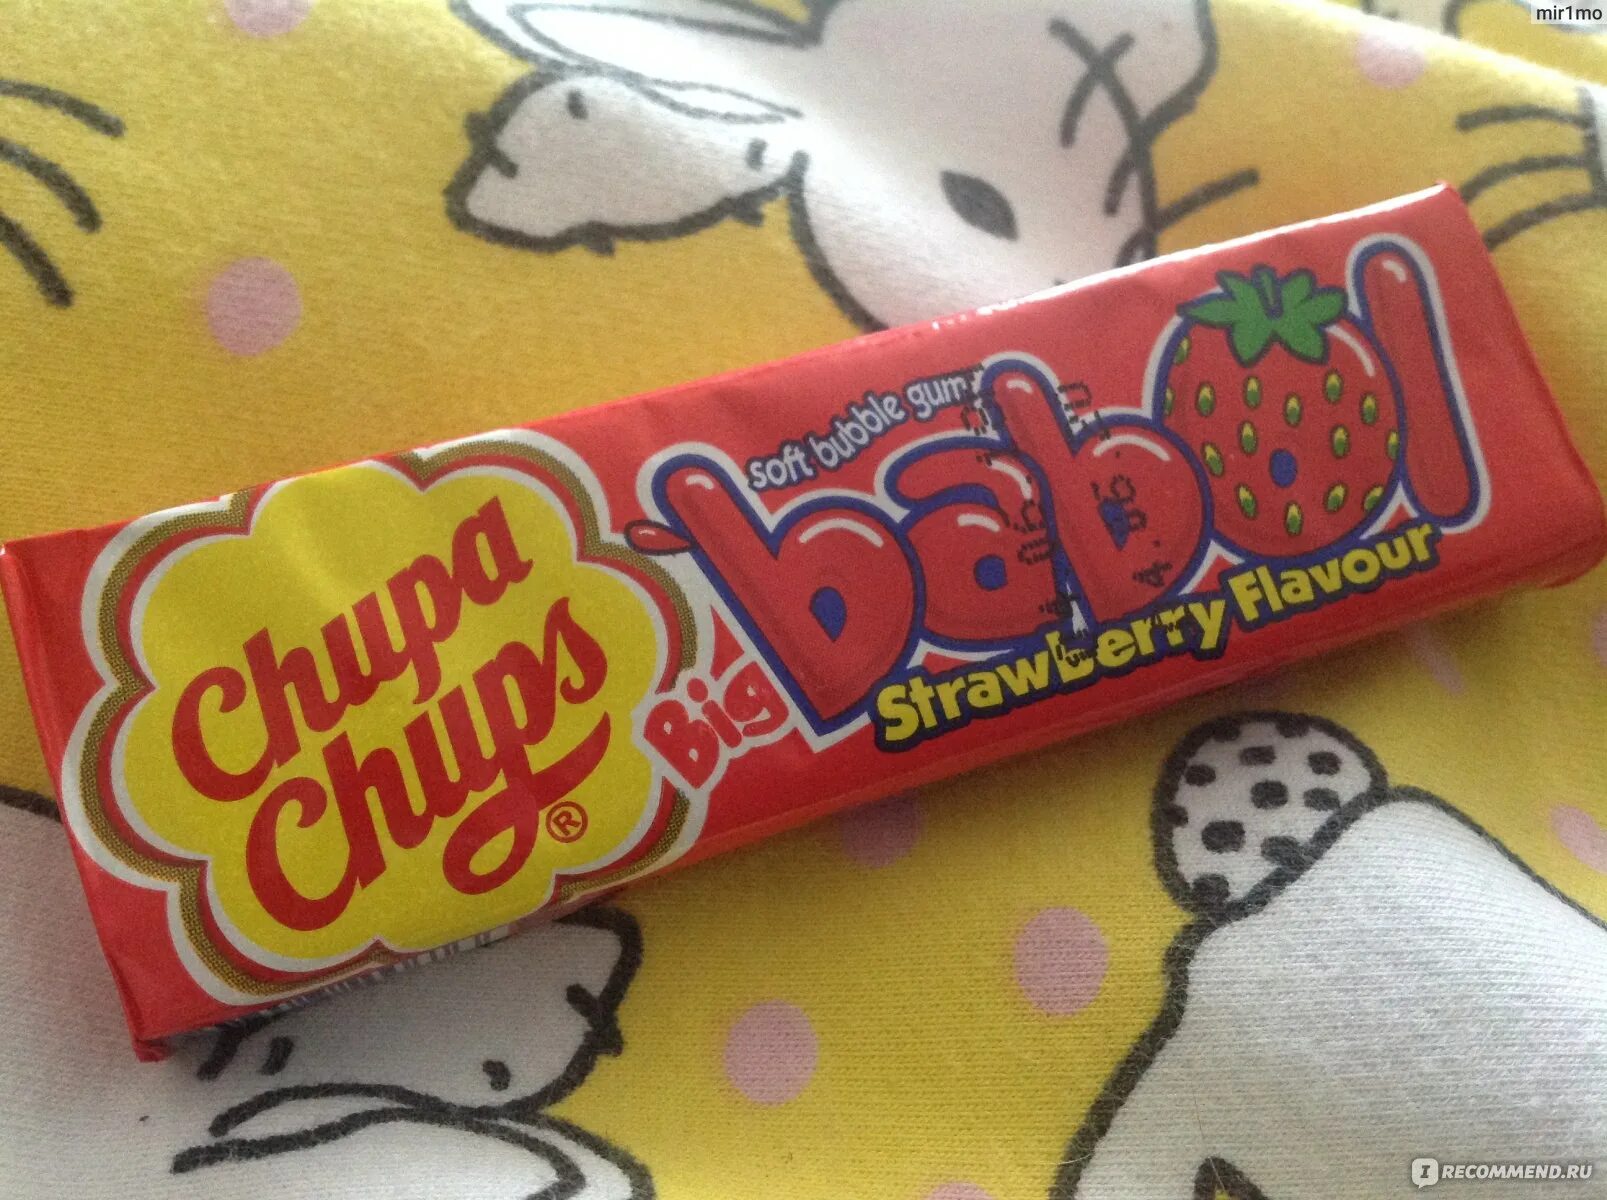 mir1mo
soft bubble gum
Chupa
Chups
®
Big
babol
Strawberry Flavour
RECOMMEND.RU